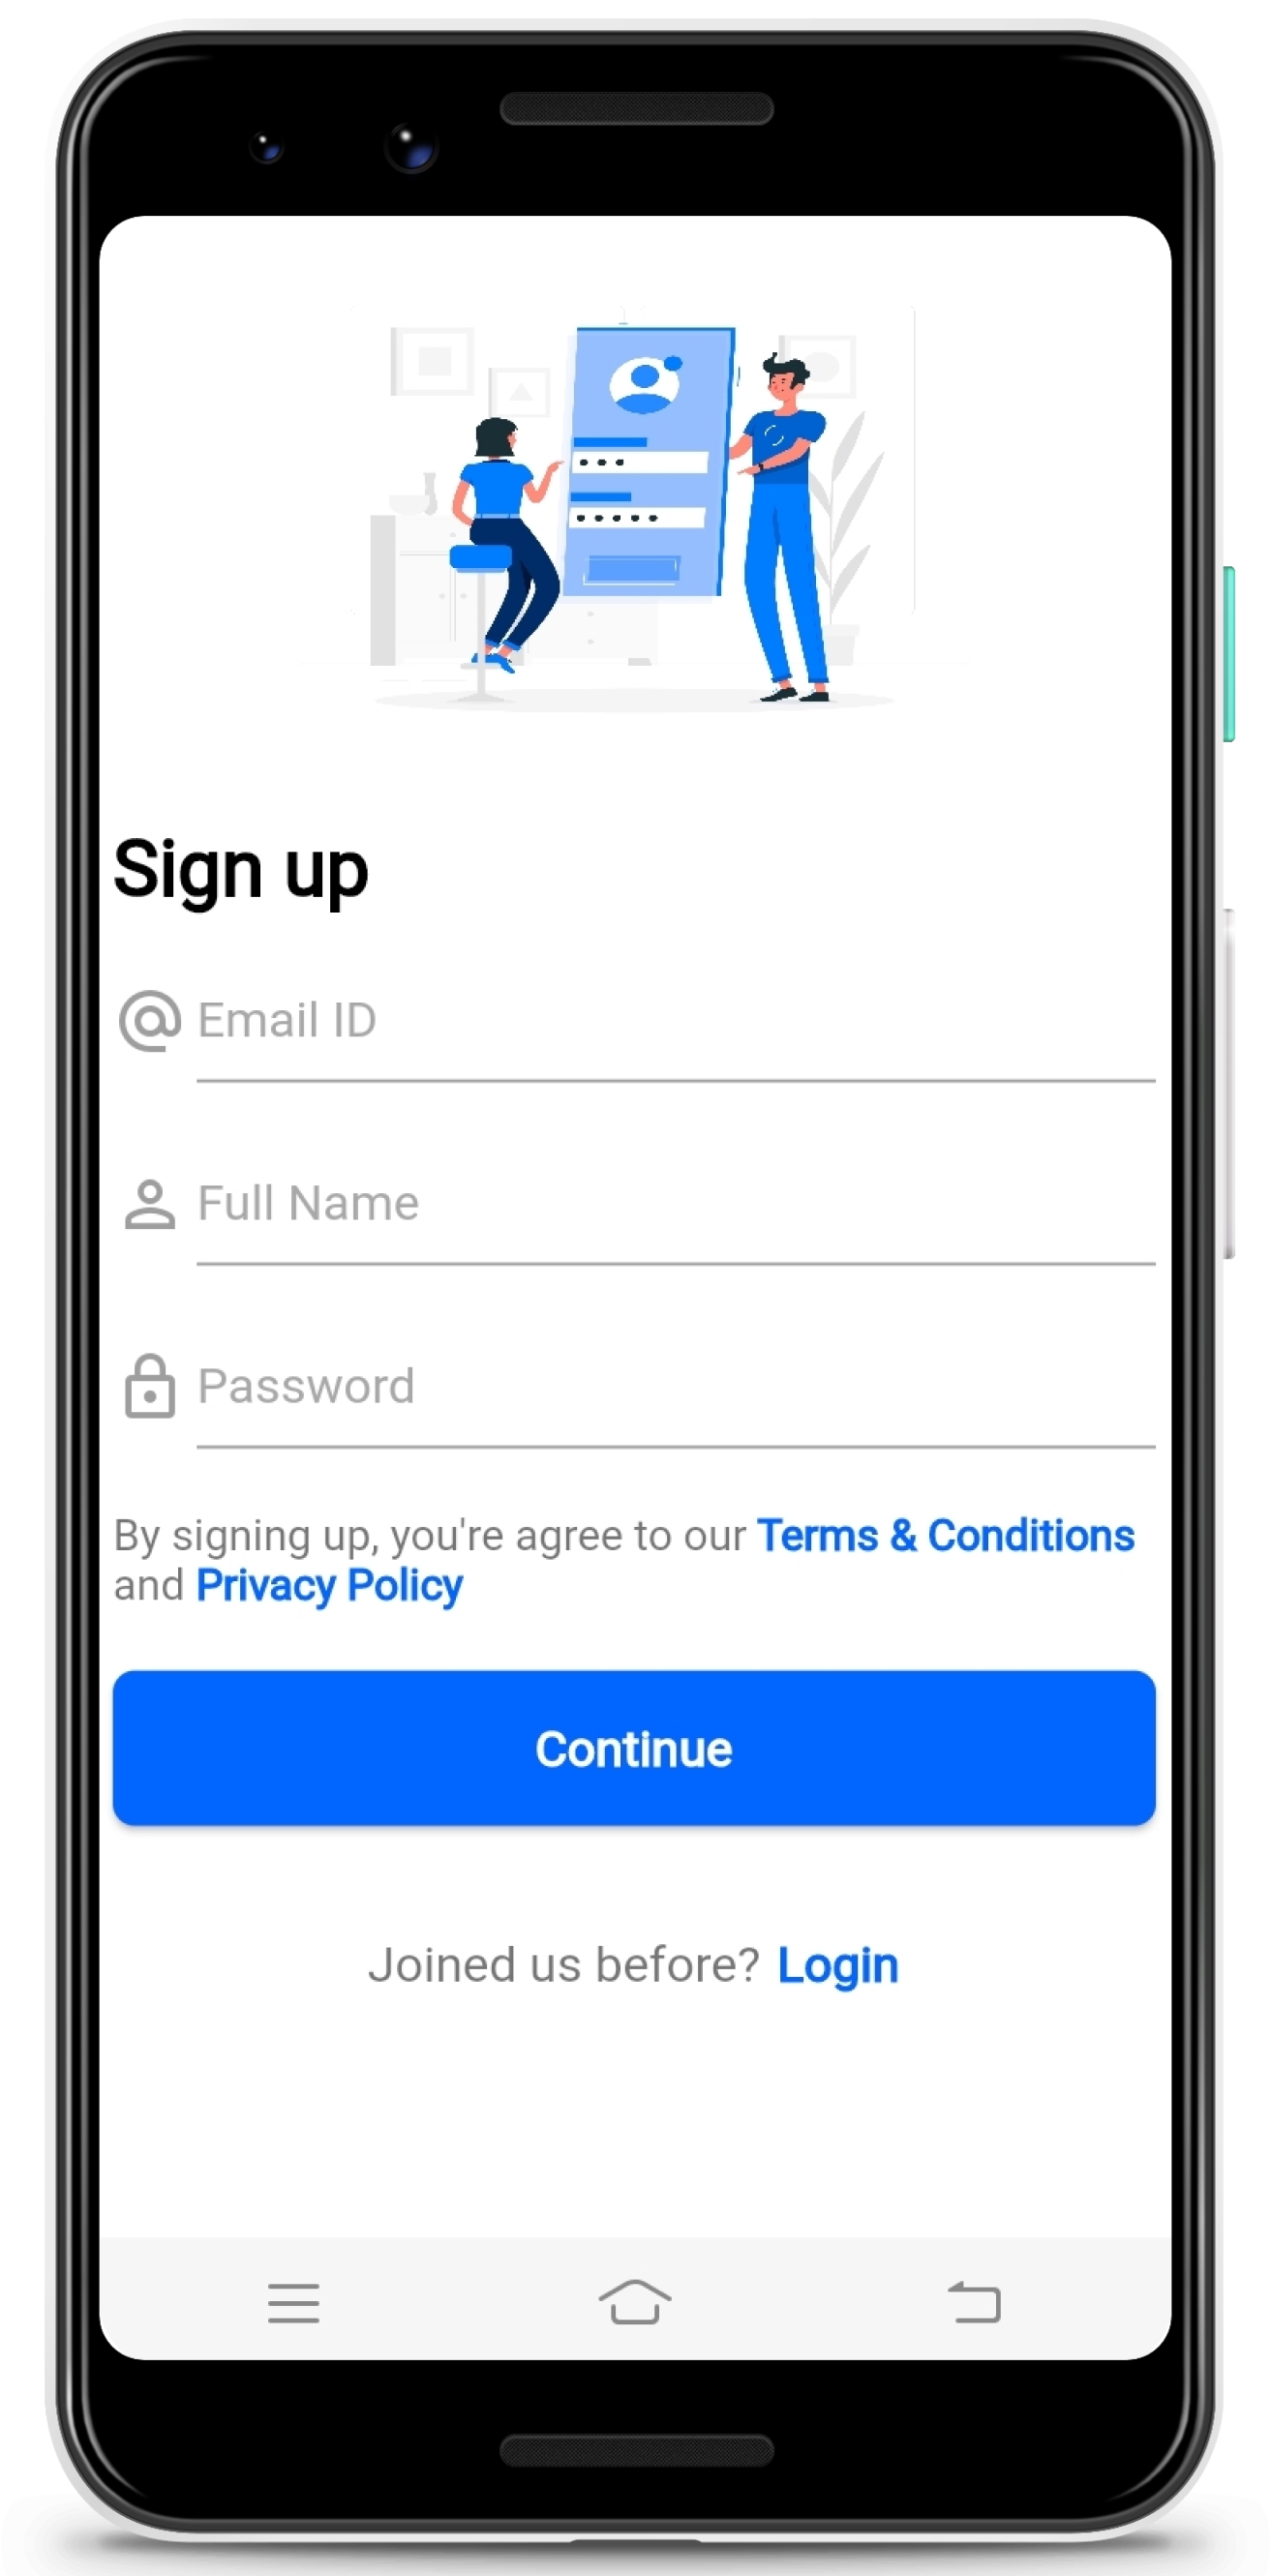 Sign up
Email ID
Full Name
Password
By signing up, you're agree to our Terms & Conditions
and Privacy Policy
Continue
Joined us before? Login